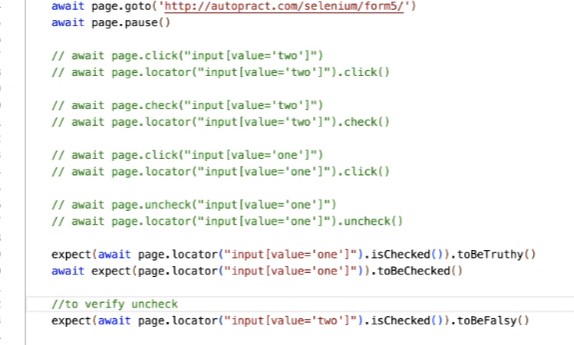 await page.goto('http://autopract.com/selenium/form5/')
await page.pause()
// await page.click("input[value='two']")
// await page.locator("input[value='two']").click()
// await page.check("input[value='two']")
// await page.locator("input[value='two']").check()
// await page.click("input[value='one']")
// await page.locator("input[value='one']").click()
// await page.uncheck("input[value='one']")
// await page.locator("input[value='one']").uncheck()
expect(await page.locator("input[value='one']").isChecked()).toBeTruthy()
await expect(page.locator("input[value='one']")).toBeChecked()
//to verify uncheck
expect(await page.locator("input[value='two']").isChecked()).toBeFalsy()